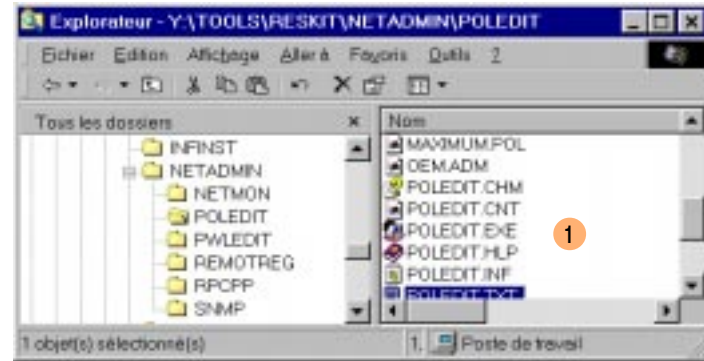 Explorateur - Y:\TOOLS\RESKIT\NETADMIN\POLEDIT
Fichier Edition Affichage Aller à Favoris Outils ?
Tous les dossiers
INFINST
NETADMIN
NETMON
POLEDIT
PWLEDIT
REMOTREG
RPCPP
SNMP
Nom
MAXIMUM.POL
OEM.ADM
POLEDIT.CHM
POLEDIT.CNT
POLEDIT.EXE
POLEDIT.HLP
POLEDIT.INF
POLEDIT.TXT
1
1 objet(s) sélectionné(s)
1, Poste de travail